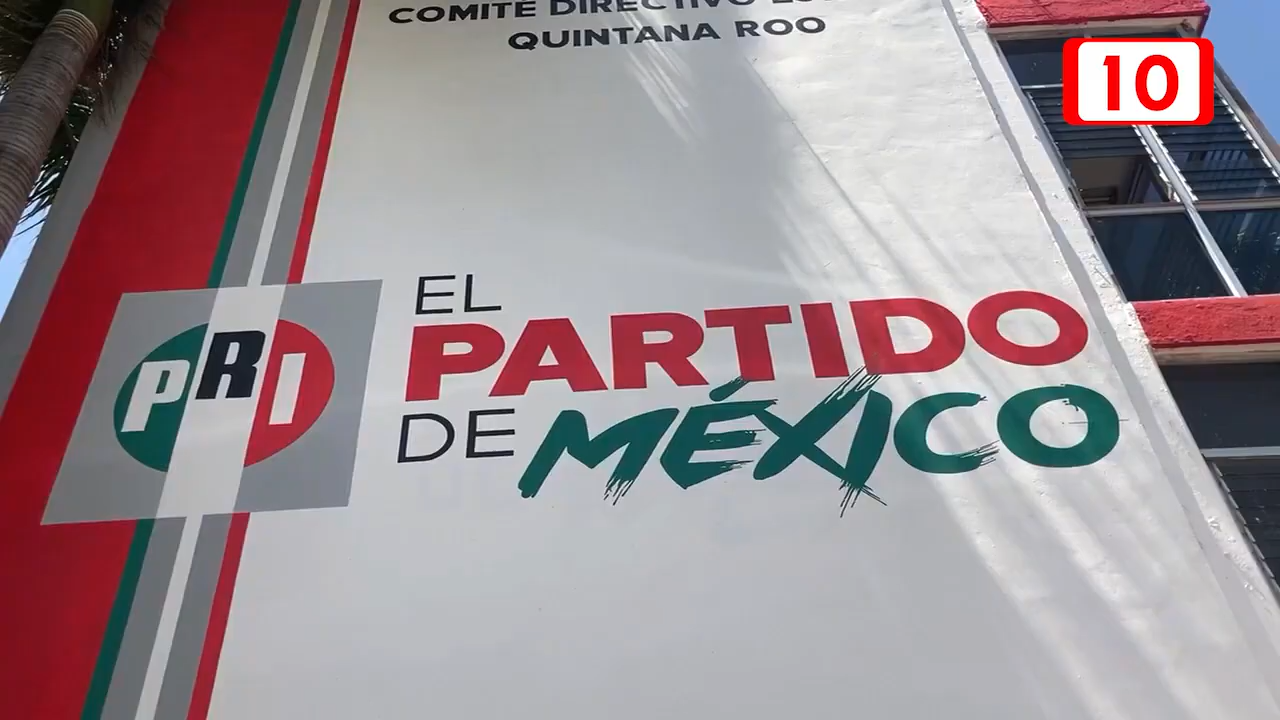 COMITÉ DIRECTIVO
QUINTANA ROO
10
EL
PARTIDO
DE MÉXICO
PRI